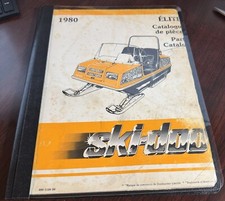 1980
ÉLITE
Catalogue
de pièces
Parts
Catalog
ski-doo